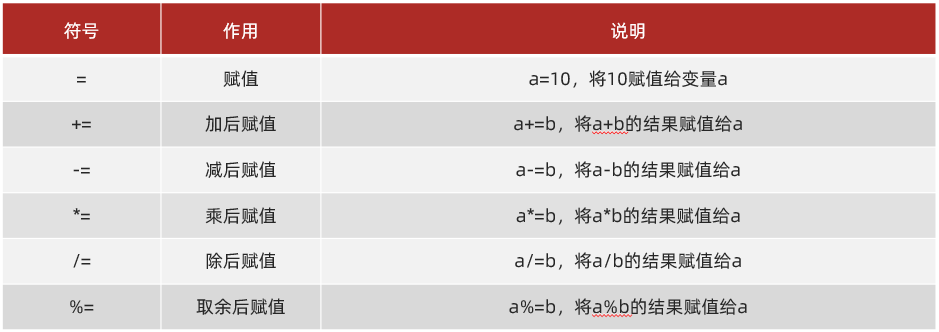 符号 作用 说明
= 赋值 a=10，将10赋值给变量a
+= 加后赋值 a+=b，将a+b的结果赋值给a
-= 减后赋值 a-=b，将a-b的结果赋值给a
*= 乘后赋值 a*=b，将a*b的结果赋值给a
/= 除后赋值 a/=b，将a/b的结果赋值给a
%= 取余后赋值 a%=b，将a%b的结果赋值给a